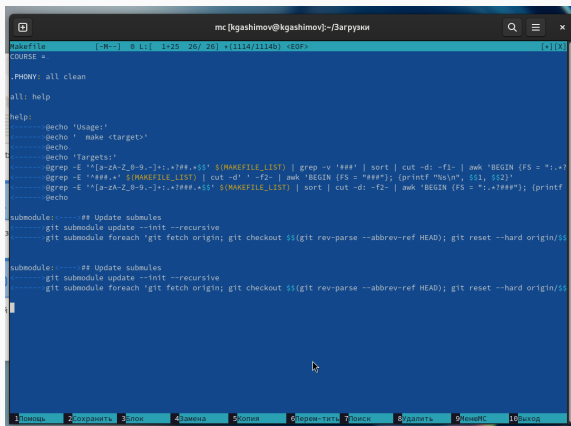 mc [kgashimov@kgashimov]:~/Загрузки
Makefile [-M--] 0 L:[ 1+25 26/ 26] *(1114/1114b) <EOF> [*][X]
COURSE =
.PHONY: all clean
all: help
help:
@echo 'Usage:'
@echo ' make <target>'
@echo
@echo 'Targets:'
@grep -E '^[a-zA-Z_0-9.-]+:.*?##.*$$' $(MAKEFILE_LIST) | grep -v '###' | sort | cut -d: -f1- | awk 'BEGIN {FS = ":.*?
@grep -E '^###.*' $(MAKEFILE_LIST) | cut -d' ' -f2- | awk 'BEGIN {FS = "###"}; {printf "%s\n", $$1, $$2}'
@grep -E '^[a-zA-Z_0-9.-]+:.*?###.*$$' $(MAKEFILE_LIST) | sort | cut -d: -f2- | awk 'BEGIN {FS = ":.*?###"}; {printf
@echo
submodule: ## Update submules
git submodule update --init --recursive
git submodule foreach 'git fetch origin; git checkout $$(git rev-parse --abbrev-ref HEAD); git reset --hard origin/$$
submodule: ## Update submules
git submodule update --init --recursive
git submodule foreach 'git fetch origin; git checkout $$(git rev-parse --abbrev-ref HEAD); git reset --hard origin/$$
1Помощь 2Сохранить 3Блок 4Замена 5Копия 6Перем~тить 7Поиск 8Удалить 9МенюMC 10Выход